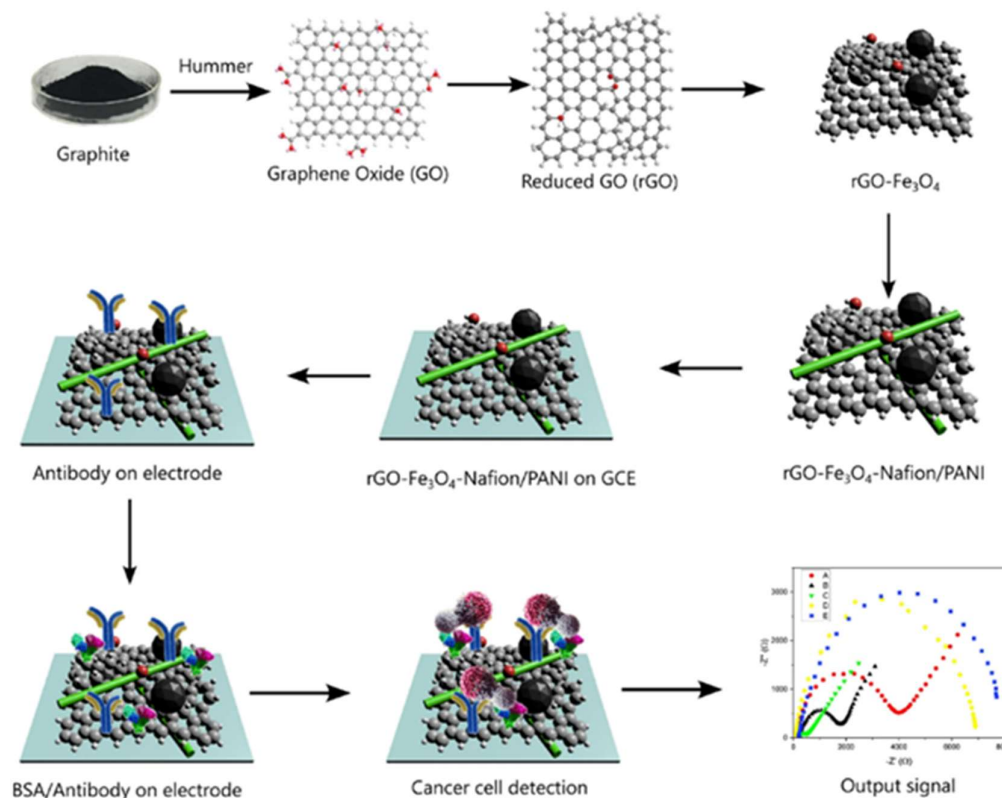 Hummer
Graphite
Graphene Oxide (GO)
Reduced GO (rGO)
rGO-Fe₃O₄
Antibody on electrode
rGO-Fe₃O₄-Nafion/PANI on GCE
rGO-Fe₃O₄-Nafion/PANI
BSA/Antibody on electrode
Cancer cell detection
A
B
C
D
E
3000
2000
1000
0
-Z'' (Ω)
0 2000 4000 6000
-Z' (Ω)
Output signal